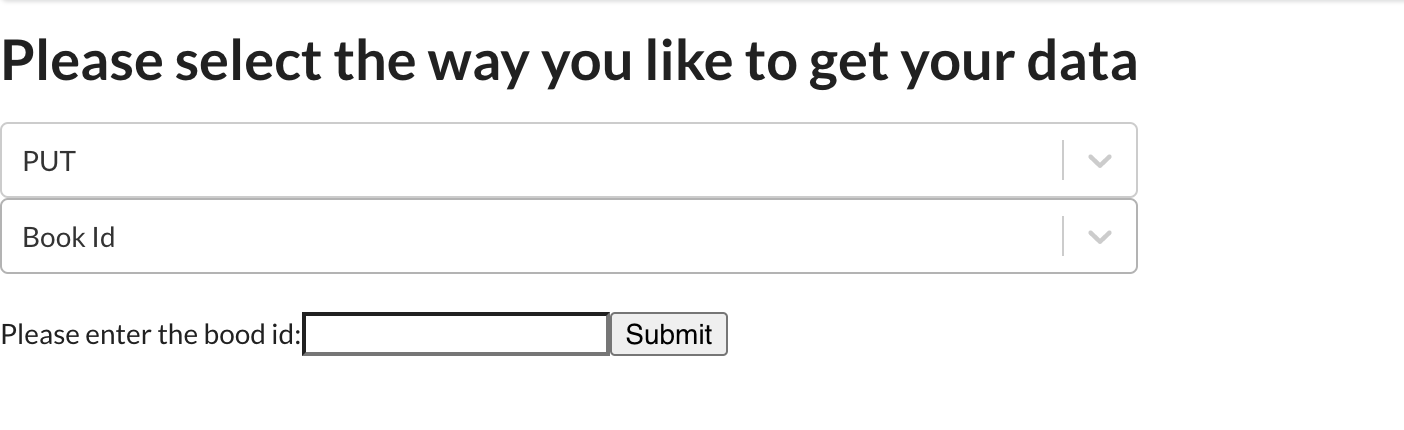 Please select the way you like to get your data
PUT
Book Id
Please enter the bood id: Submit